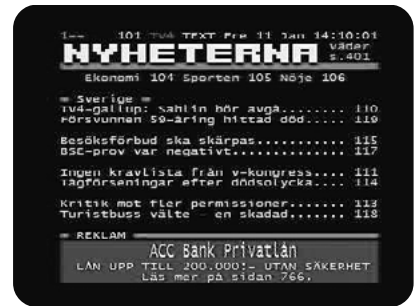 1-- 101 TV4 TEXT Fre 11 Jan 14:10:01
NYHETERNA Väder s.401
Ekonomi 104 Sporten 105 Nöje 106
= Sverige =
TV4-gallup: Sahlin bör avgå........ 110
Försvunnen 59-åring hittad död..... 119
Besöksförbud ska skärpas........... 115
BSE-prov var negativt.............. 117
Ingen kravlista från v-kongress.... 111
Tågförseningar efter dödsolycka.... 114
Kritik mot fler permissioner....... 113
Turistbuss välte - en skadad....... 118
= REKLAM
ACC Bank Privatlån
LÅN UPP TILL 200.000:- UTAN SÄKERHET
Läs mer på sidan 766.